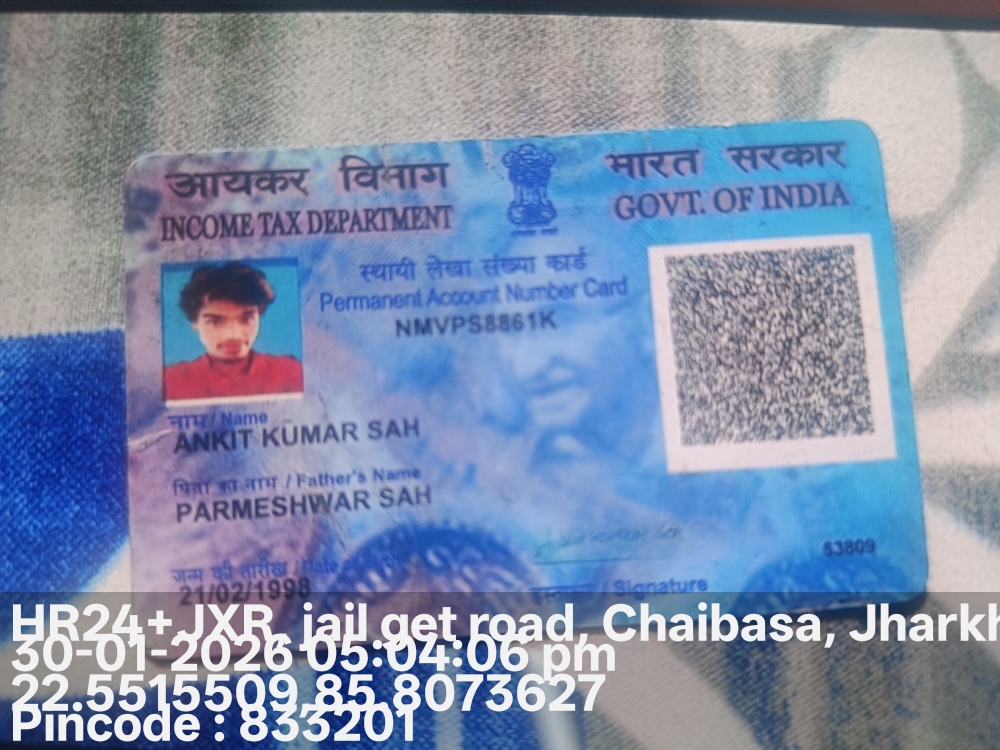 आयकर विभाग
भारत सरकार
INCOME TAX DEPARTMENT
GOVT. OF INDIA
स्थायी लेखा संख्या कार्ड
Permanent Account Number Card
NMVPS8861K
नाम / Name
ANKIT KUMAR SAH
पिता का नाम / Father's Name
PARMESHWAR SAH
जन्म की तारीख / Date
21/02/1998
53809
/ Signature
HR24+JXR, jail get road, Chaibasa, Jharkh
30-01-2026 05:04:06 pm
22.5515509,85.8073627
Pincode : 833201